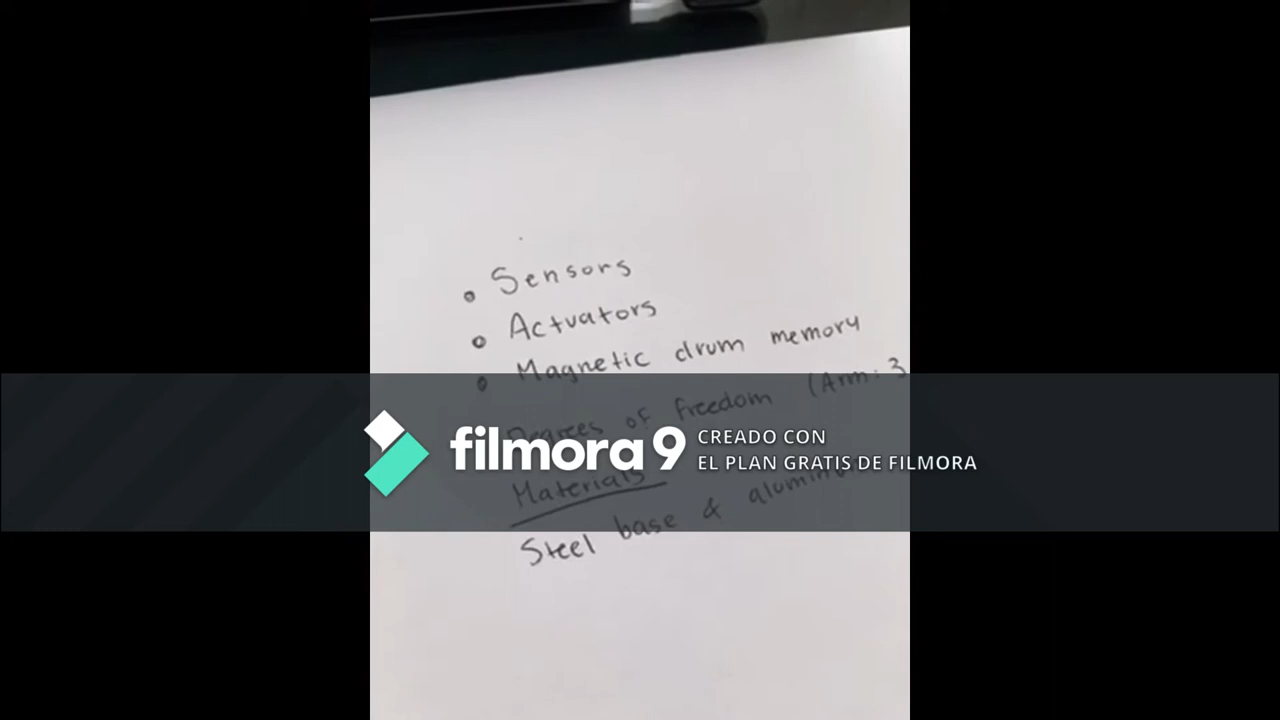 • Sensors
• Actuators
• Magnetic drum memory
Degrees of freedom (Arm: 3
filmora9 CREADO CON
EL PLAN GRATIS DE FILMORA
Materials
Steel base & aluminum